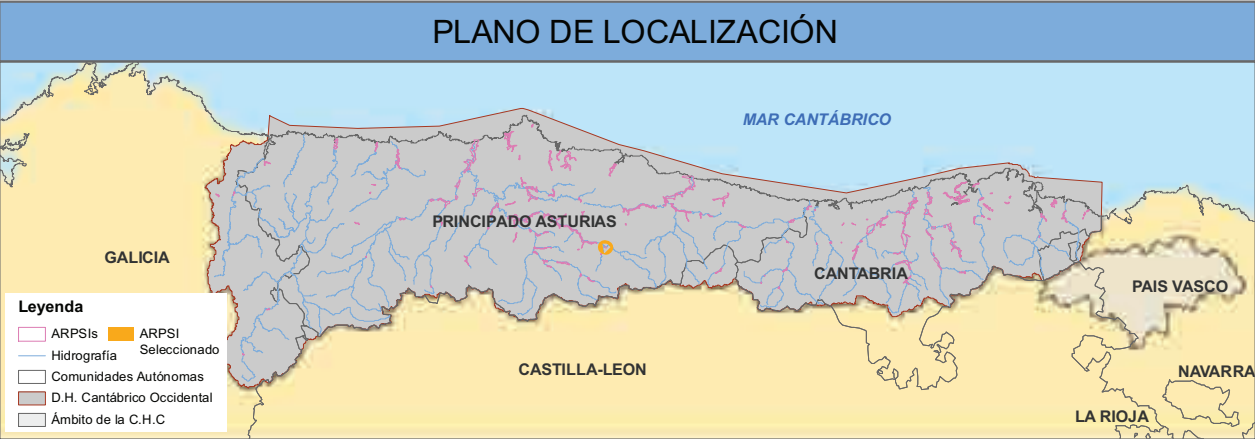 PLANO DE LOCALIZACIÓN
MAR CANTÁBRICO
PRINCIPADO ASTURIAS
GALICIA
CANTABRIA
PAIS VASCO
CASTILLA-LEON
NAVARRA
LA RIOJA
Leyenda
ARPSIs
ARPSI
Seleccionado
Hidrografía
Comunidades Autónomas
D.H. Cantábrico Occidental
Ámbito de la C.H.C